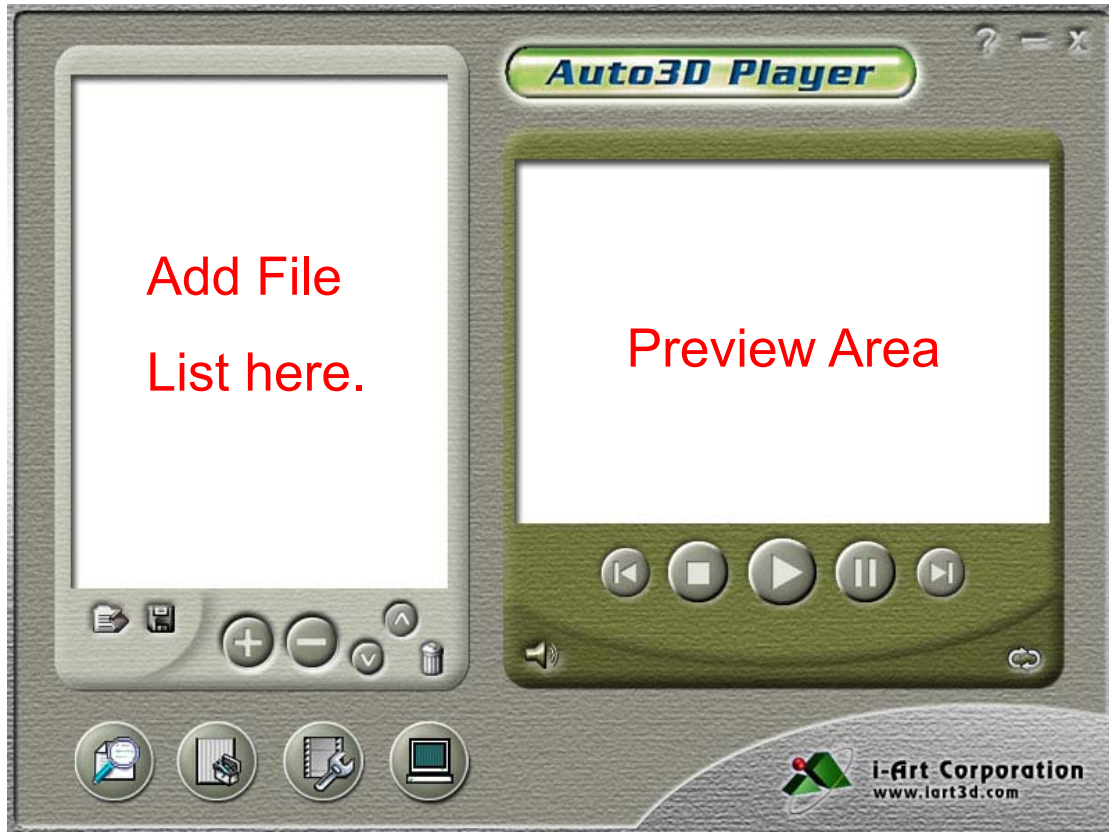 Auto3D Player
? – X
Add File
List here.
Preview Area
i-Art Corporation
www.iart3d.com